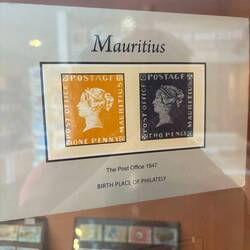 Mauritius
POSTAGE
POST OFFICE
MAURITIUS
ONE PENNY
POSTAGE
POST OFFICE
MAURITIUS
TWO PENCE
The Post Office 1847
BIRTH PLACE OF PHILATELY